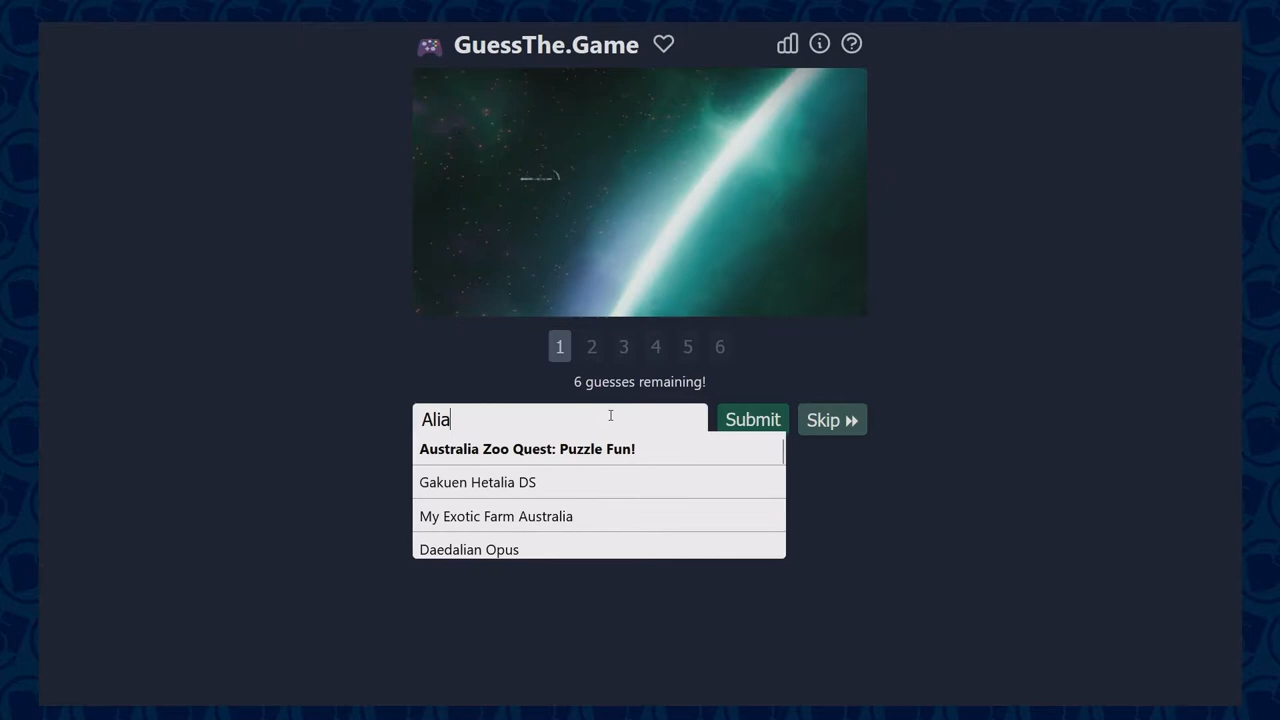 GuessThe.Game
1 2 3 4 5 6
6 guesses remaining!
Alia
Submit
Skip
Australia Zoo Quest: Puzzle Fun!
Gakuen Hetalia DS
My Exotic Farm Australia
Daedalian Opus